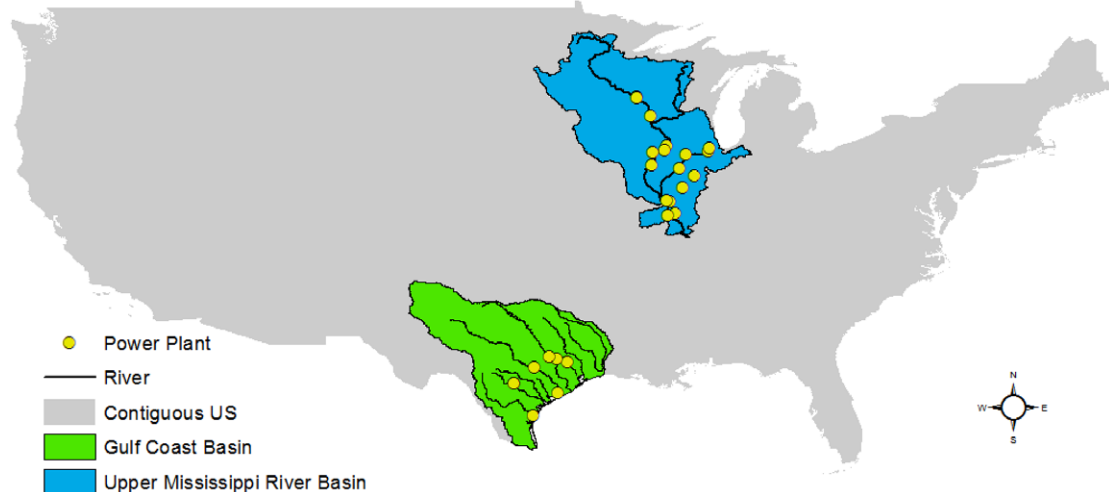 Power Plant
River
Contiguous US
Gulf Coast Basin
Upper Mississippi River Basin
N
W E
S